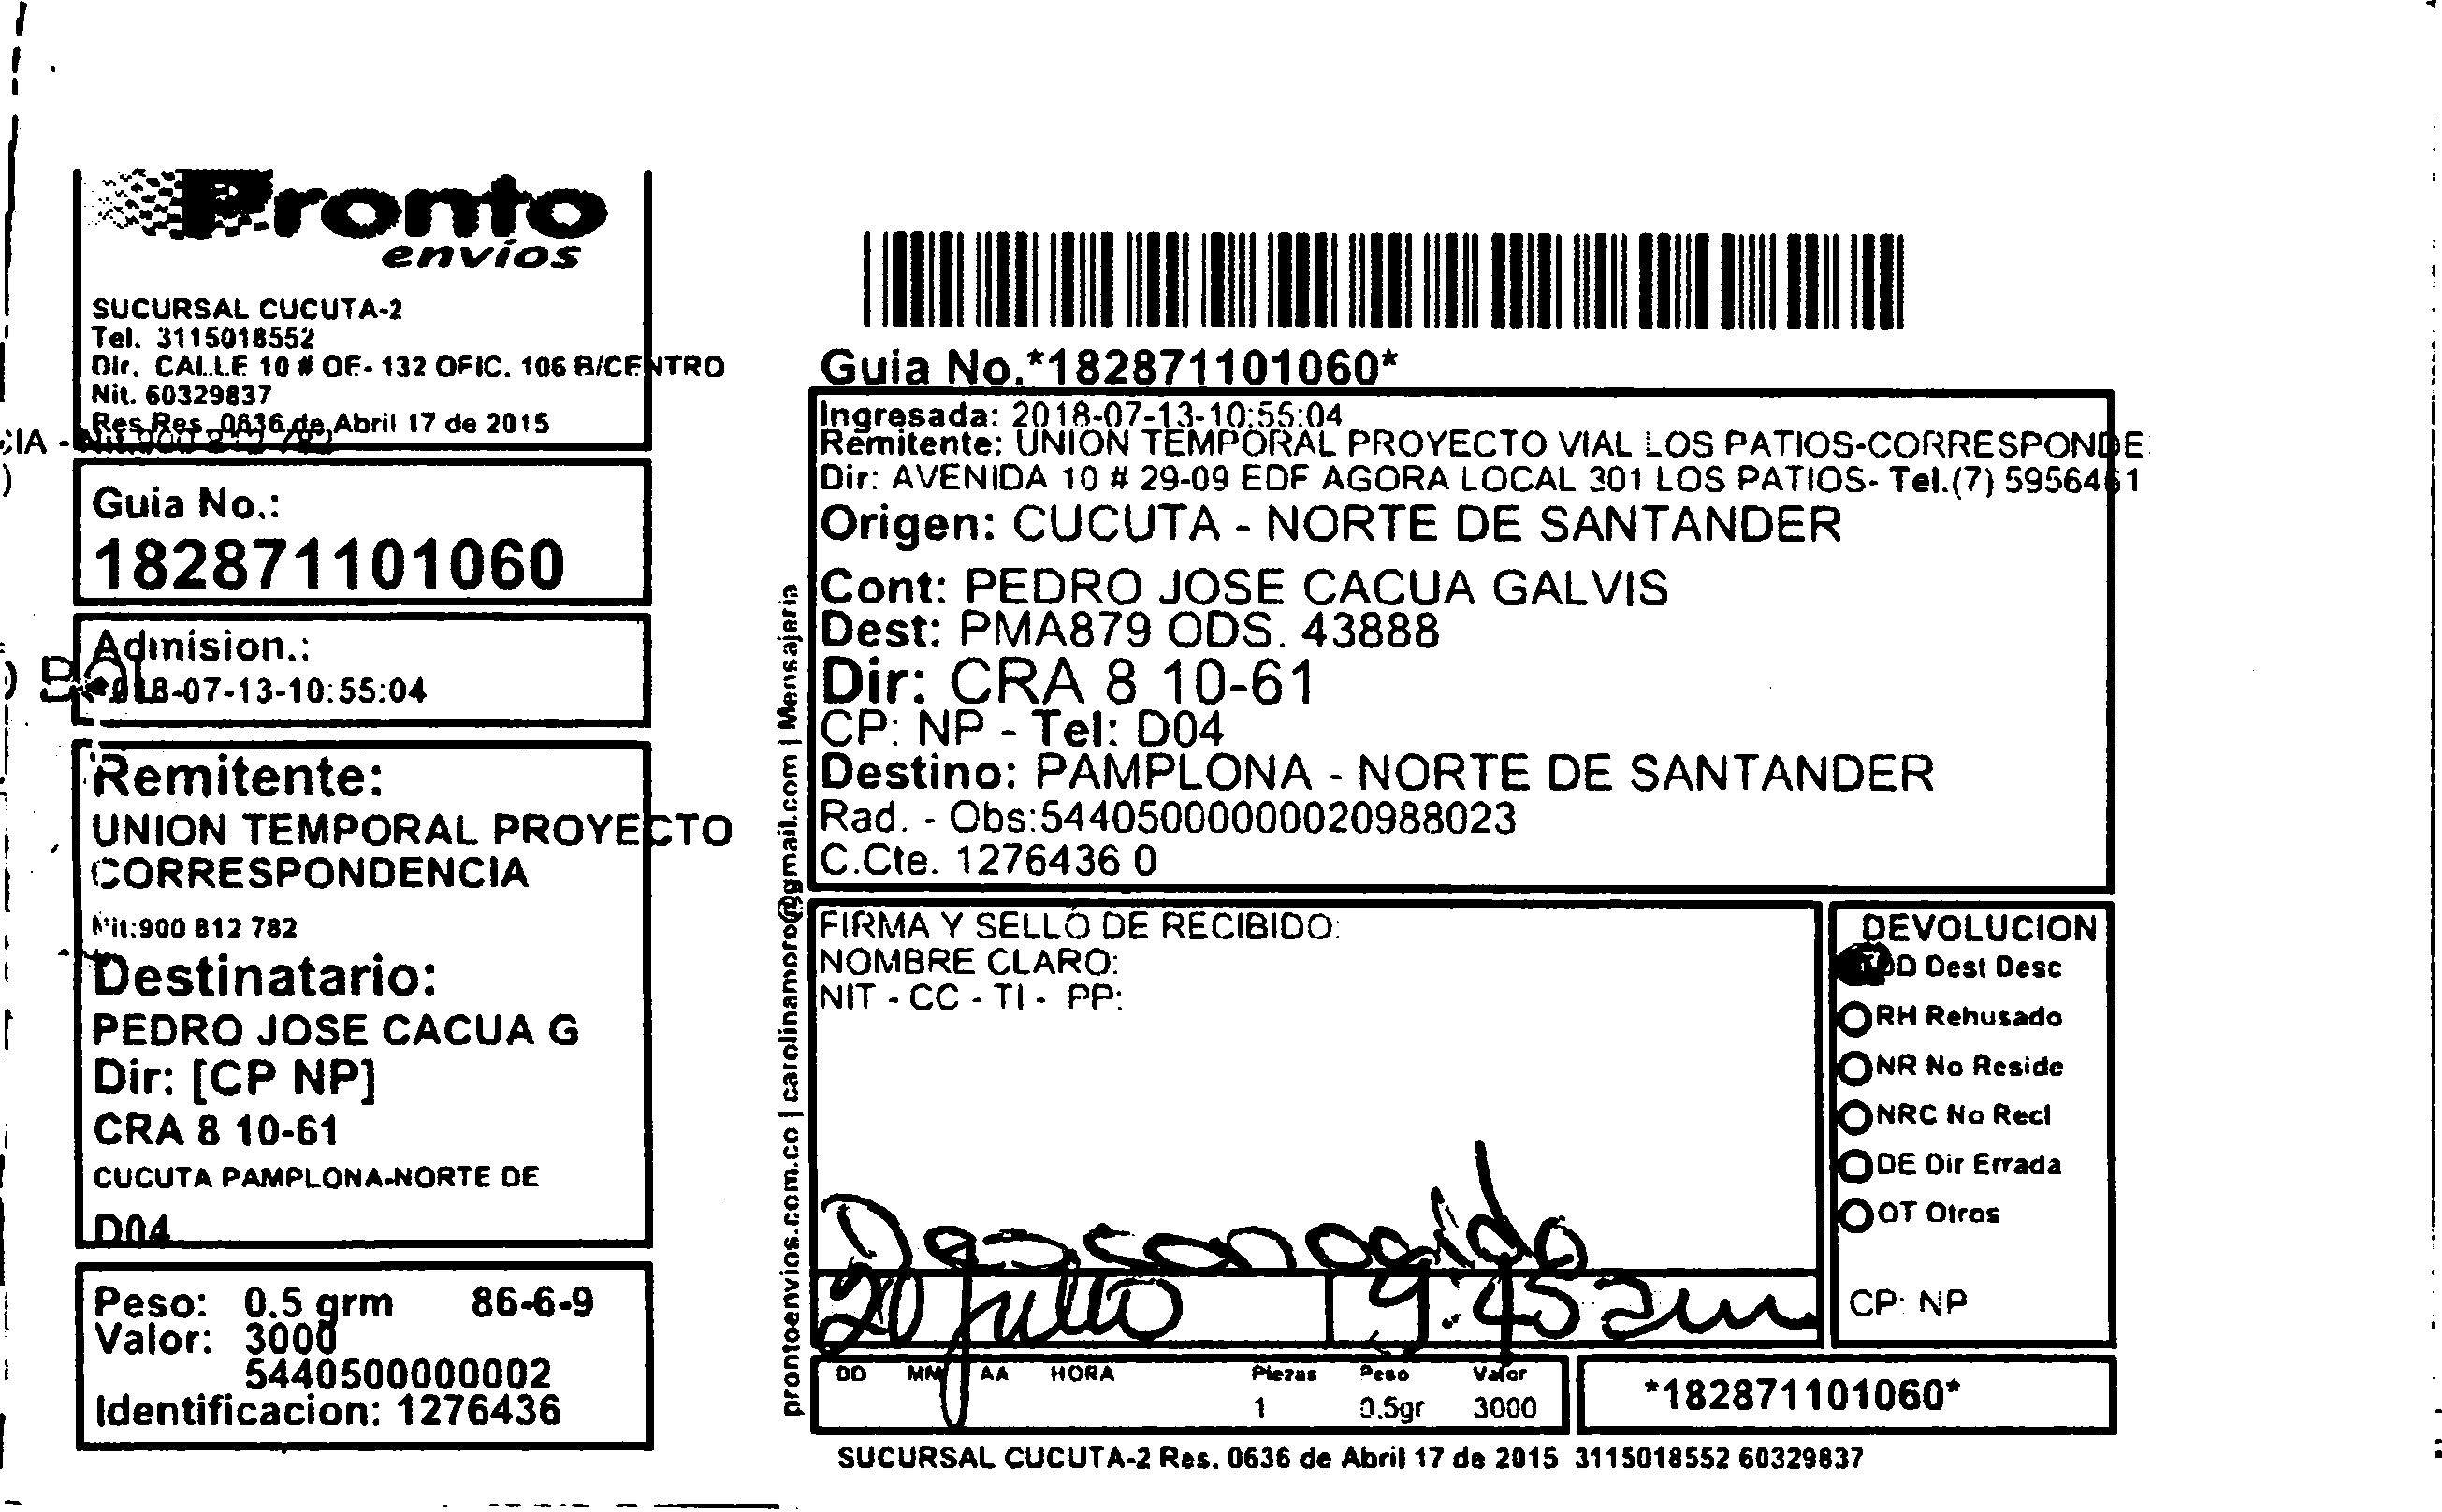 Pronto
envíos
SUCURSAL CUCUTA-2
Tel. 3115018552
Dir. CALLE 10 # OE- 132 OFIC. 106 B/CENTRO
Nit. 60329837
Res Res. 0636 de Abril 17 de 2015
CIA - Nit 900 812 782
Guia No.:
182871101060
Admision.:
2018-07-13-10:55:04
Remitente:
UNION TEMPORAL PROYECTO
CORRESPONDENCIA
Nit:900 812 782
Destinatario:
PEDRO JOSE CACUA G
Dir: [CP NP]
CRA 8 10-61
CUCUTA PAMPLONA-NORTE DE
D04
Peso: 0.5 grm 86-6-9
Valor: 3000
5440500000002
Identificacion: 1276436
prontoenvios.com.co | carolinamoro@gmail.com | Mensajeria
Guia No.*182871101060*
Ingresada: 2018-07-13-10:55:04
Remitente: UNION TEMPORAL PROYECTO VIAL LOS PATIOS-CORRESPONDE
Dir: AVENIDA 10 # 29-09 EDF AGORA LOCAL 301 LOS PATIOS- Tel.(7) 5956461
Origen: CUCUTA - NORTE DE SANTANDER
Cont: PEDRO JOSE CACUA GALVIS
Dest: PMA879 ODS. 43888
Dir: CRA 8 10-61
CP: NP - Tel: D04
Destino: PAMPLONA - NORTE DE SANTANDER
Rad. - Obs:544050000000020988023
C.Cte. 1276436 0
FIRMA Y SELLO DE RECIBIDO:
NOMBRE CLARO:
NIT - CC - TI - PP:
Desconocido
20 julio 9:45 am
DD MM AA HORA Piezas Peso Valor
1 0.5gr 3000
DEVOLUCION
DD Dest Desc
RH Rehusado
NR No Reside
NRC No Recl
DE Dir Errada
OT Otros
CP: NP
*182871101060*
SUCURSAL CUCUTA-2 Res. 0636 de Abril 17 de 2015 3115018552 60329837